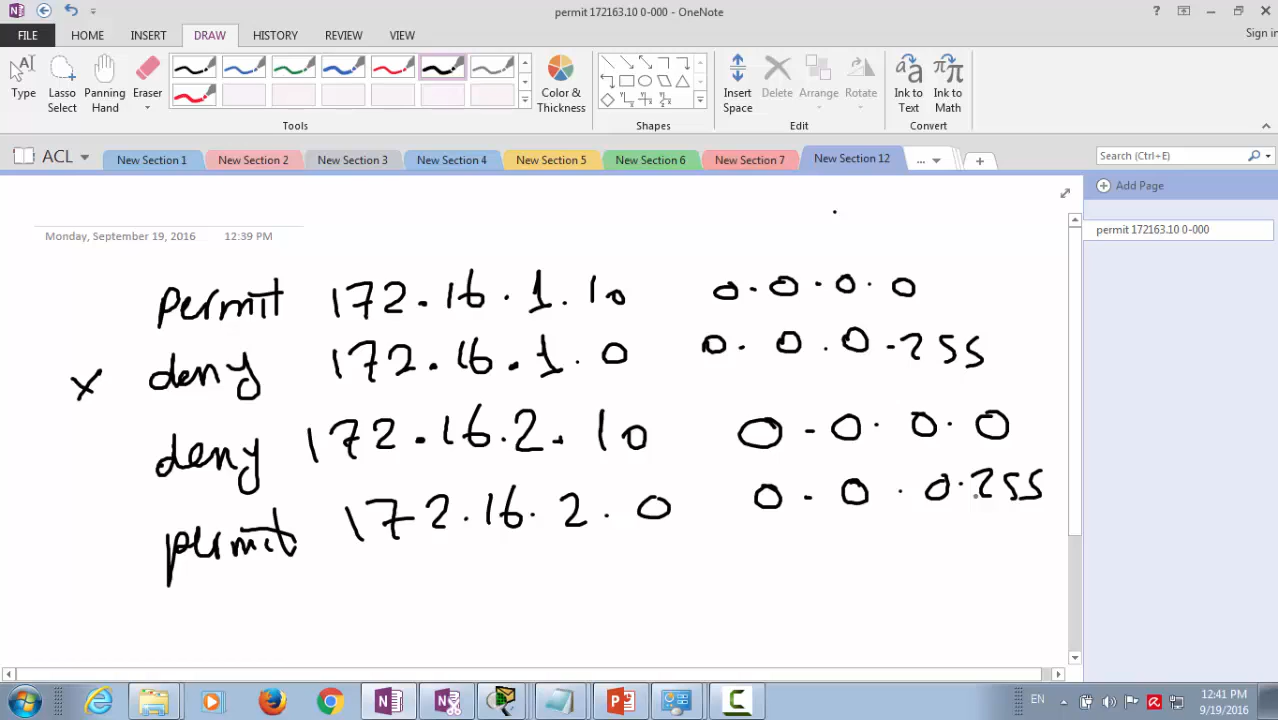 permit 172163.10 0-000 - OneNote
? 
Sign in
FILE HOME INSERT DRAW HISTORY REVIEW VIEW
Type
Lasso Select
Panning Hand
Eraser
Color & Thickness
Insert Space
Delete
Arrange
Rotate
Ink to Text
Ink to Math
Tools Shapes Edit Convert
ACL New Section 1 New Section 2 New Section 3 New Section 4 New Section 5 New Section 6 New Section 7 New Section 12 ...
Search (Ctrl+E)
Add Page
permit 172163.10 0-000
Monday, September 19, 2016 12:39 PM
permit 172.16.1.10 0.0.0.0
x deny 172.16.1.0 0.0.0.255
deny 172.16.2.10 0.0.0.0
permit 172.16.2.0 0.0.0.255
EN 12:41 PM
9/19/2016